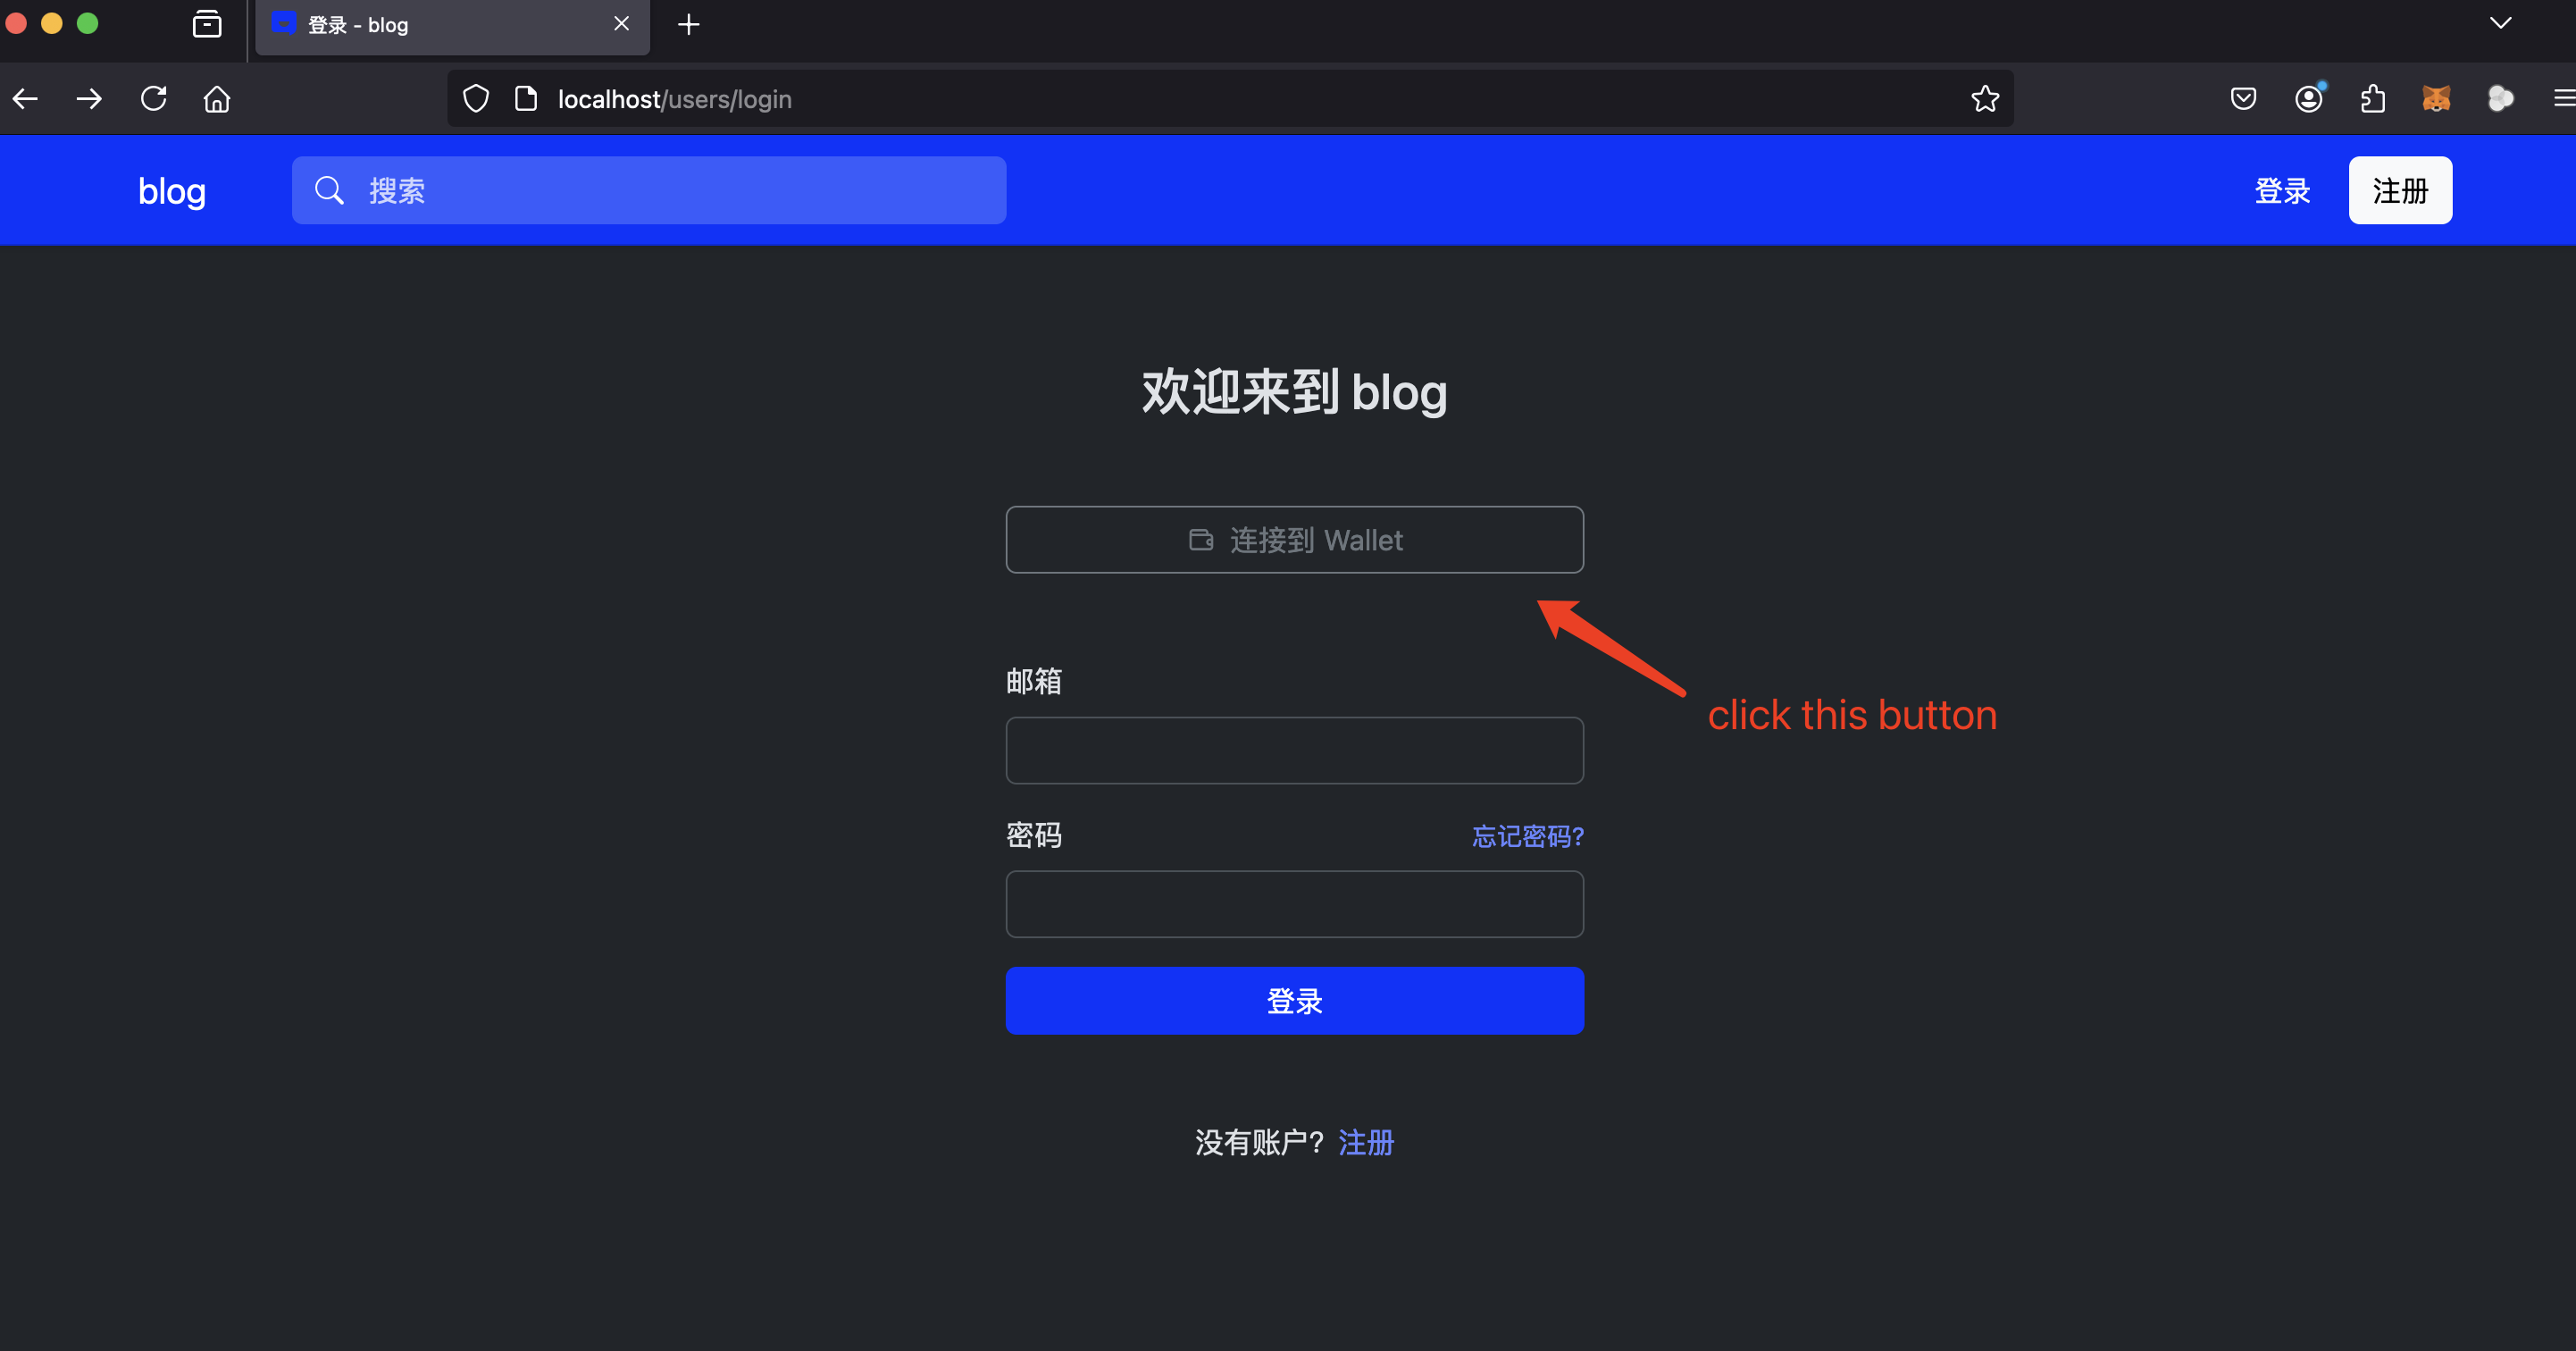 登录 - blog
localhost/users/login
blog
搜索
登录
注册
欢迎来到 blog
连接到 Wallet
click this button
邮箱
密码
忘记密码?
登录
没有账户? 注册